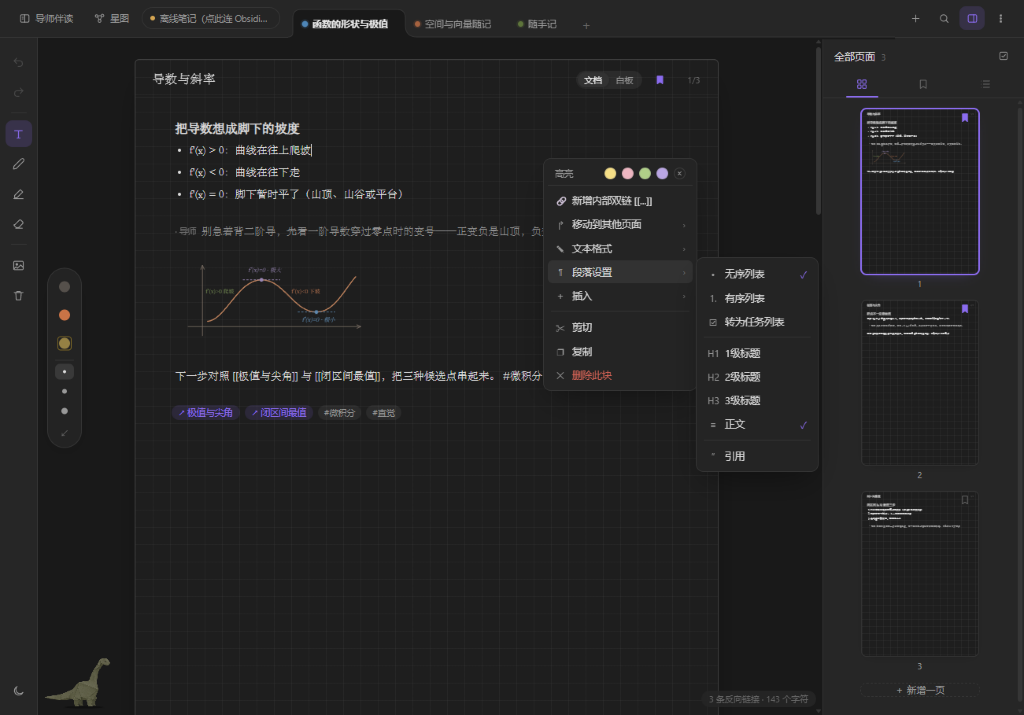 导师伴读
星图
离线笔记（点此连 Obsidi...
函数的形状与极值
空间与向量随记
随手记
导数与斜率
文档
白板
1/3
把导数想成脚下的坡度
• f'(x) > 0：曲线在往上爬坡
• f'(x) < 0：曲线在往下走
• f'(x) = 0：脚下暂时平了（山顶、山谷或平台）
导师 别急着背二阶导，先看一阶导数穿过零点时的变号——正变负是山顶，负
f'(x)=0 · 极大
f'(x)>0
f'(x)<0 下坡
f'(x)=0 · 极小
下一步对照 [[极值与尖角]] 与 [[闭区间最值]]，把三种候选点串起来。 #微积分
↗ 极值与尖角
↗ 闭区间最值
#微积分
#直觉
高亮
新增内部双链 [[...]]
移动到其他页面
文本格式
段落设置
插入
剪切
复制
删除此块
无序列表
1. 有序列表
转为任务列表
H1 1级标题
H2 2级标题
H3 3级标题
正文
引用
全部页面 3
1
2
3
+ 新增一页
3 条反向链接 · 143 个字符